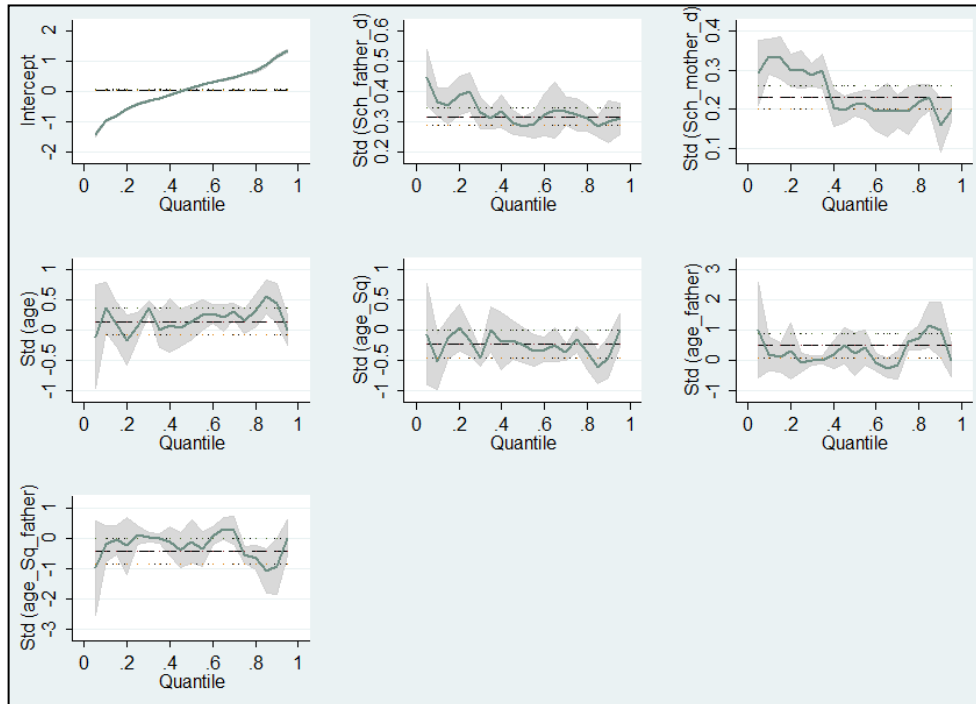 Intercept
2
1
0
-1
-2
0 .2 .4 .6 .8 1
Quantile
Std (Sch_father_d)
0.6
0.5
0.4
0.3
0.2
0 .2 .4 .6 .8 1
Quantile
Std (Sch_mother_d)
0.4
0.3
0.2
0.1
0 .2 .4 .6 .8 1
Quantile
Std (age)
1
0.5
0
-0.5
-1
0 .2 .4 .6 .8 1
Quantile
Std (age_Sq)
1
0.5
0
-0.5
-1
0 .2 .4 .6 .8 1
Quantile
Std (age_father)
3
2
1
0
-1
0 .2 .4 .6 .8 1
Quantile
Std (age_Sq_father)
1
0
-1
-2
-3
0 .2 .4 .6 .8 1
Quantile